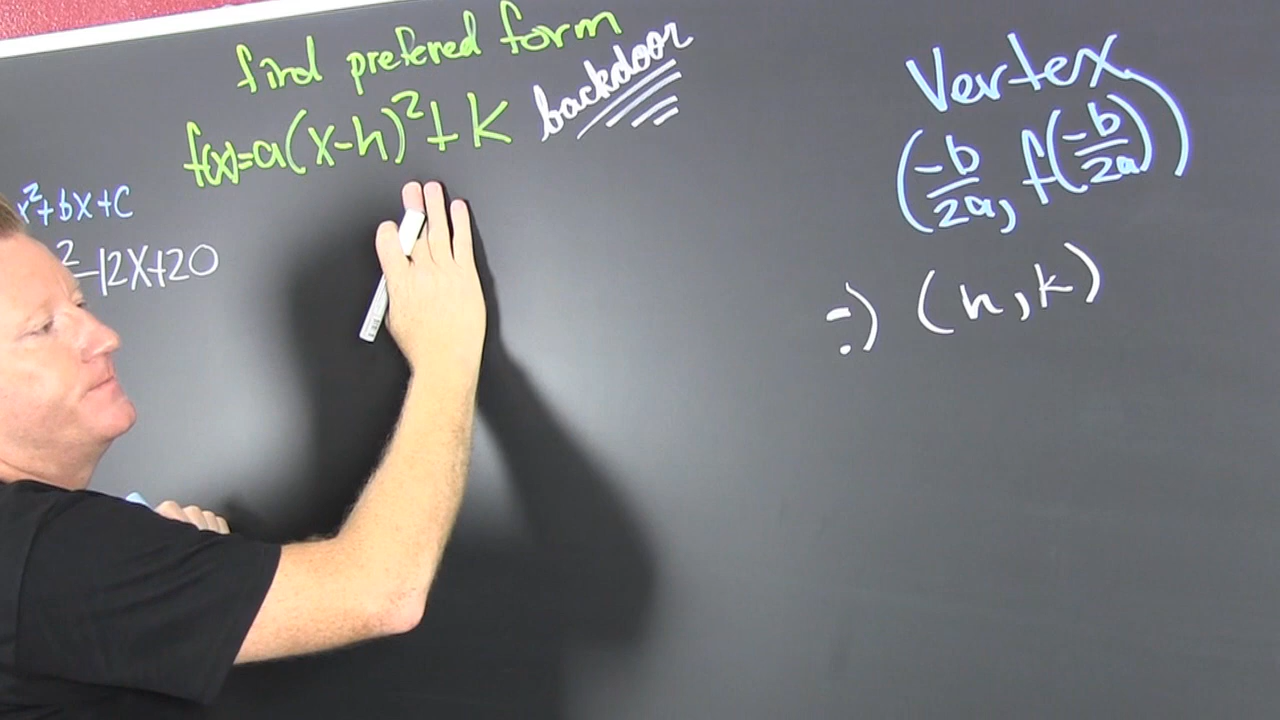 find prefered form
f(x)=a(x-h)²+k
backdoor
x²+bx+c
²-12x+20
Vertex
(-b/2a, f(-b/2a))
:) (h,k)